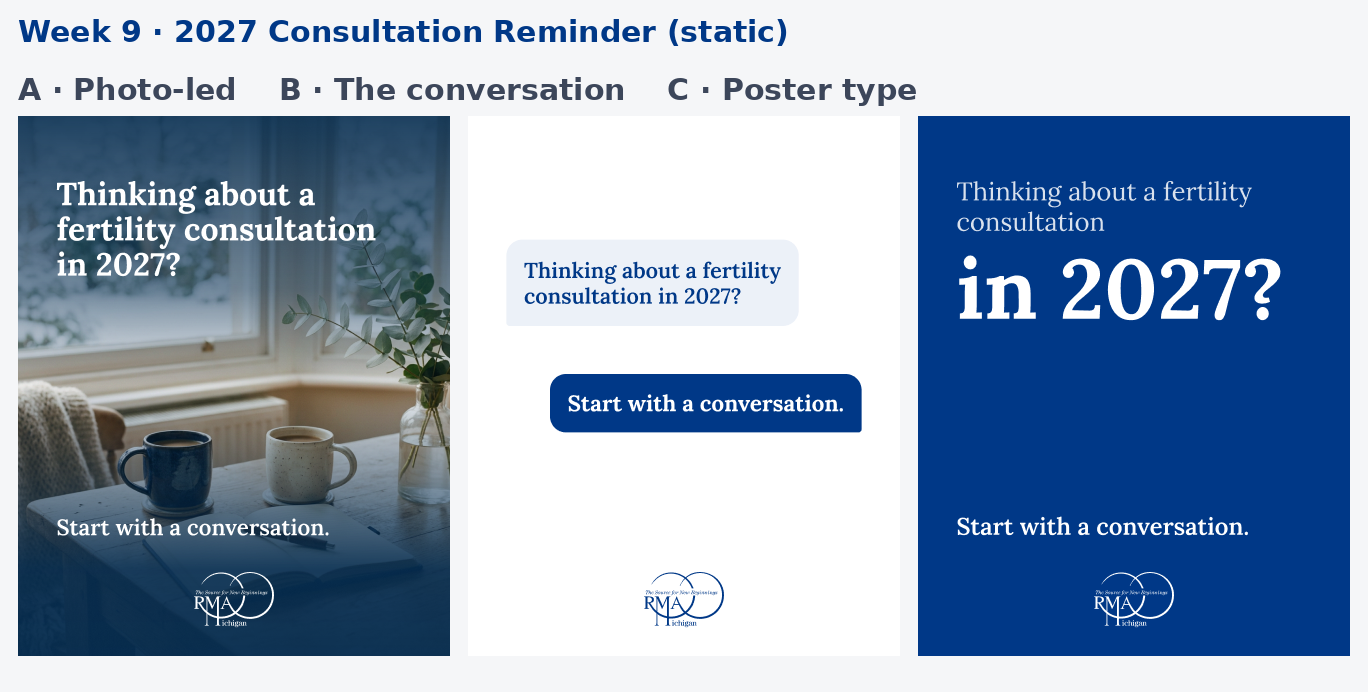 Week 9 · 2027 Consultation Reminder (static)
A · Photo-led
B · The conversation
C · Poster type
Thinking about a
fertility consultation
in 2027?
Start with a conversation.
The Source for New Beginnings
RMA
Michigan
Thinking about a fertility
consultation in 2027?
Start with a conversation.
The Source for New Beginnings
RMA
Michigan
Thinking about a fertility
consultation
in 2027?
Start with a conversation.
The Source for New Beginnings
RMA
Michigan